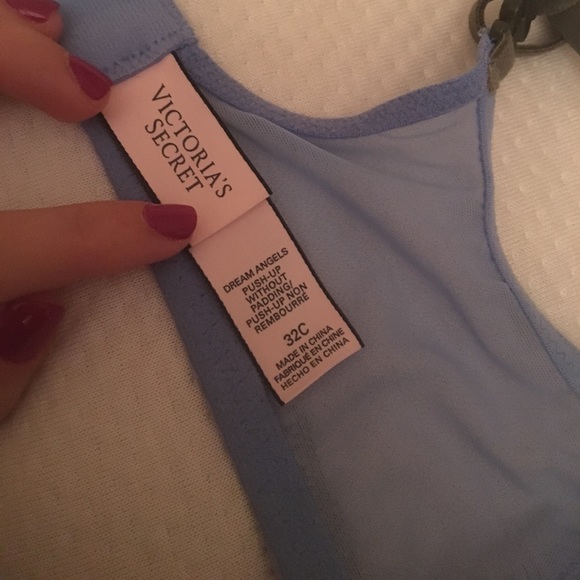 VICTORIA'S
SECRET
DREAM ANGELS
PUSH-UP
WITHOUT
PADDING/
PUSH-UP NON
REMBOURRÉ
32C
MADE IN CHINA
FABRIQUÉ EN CHINE
HECHO EN CHINA